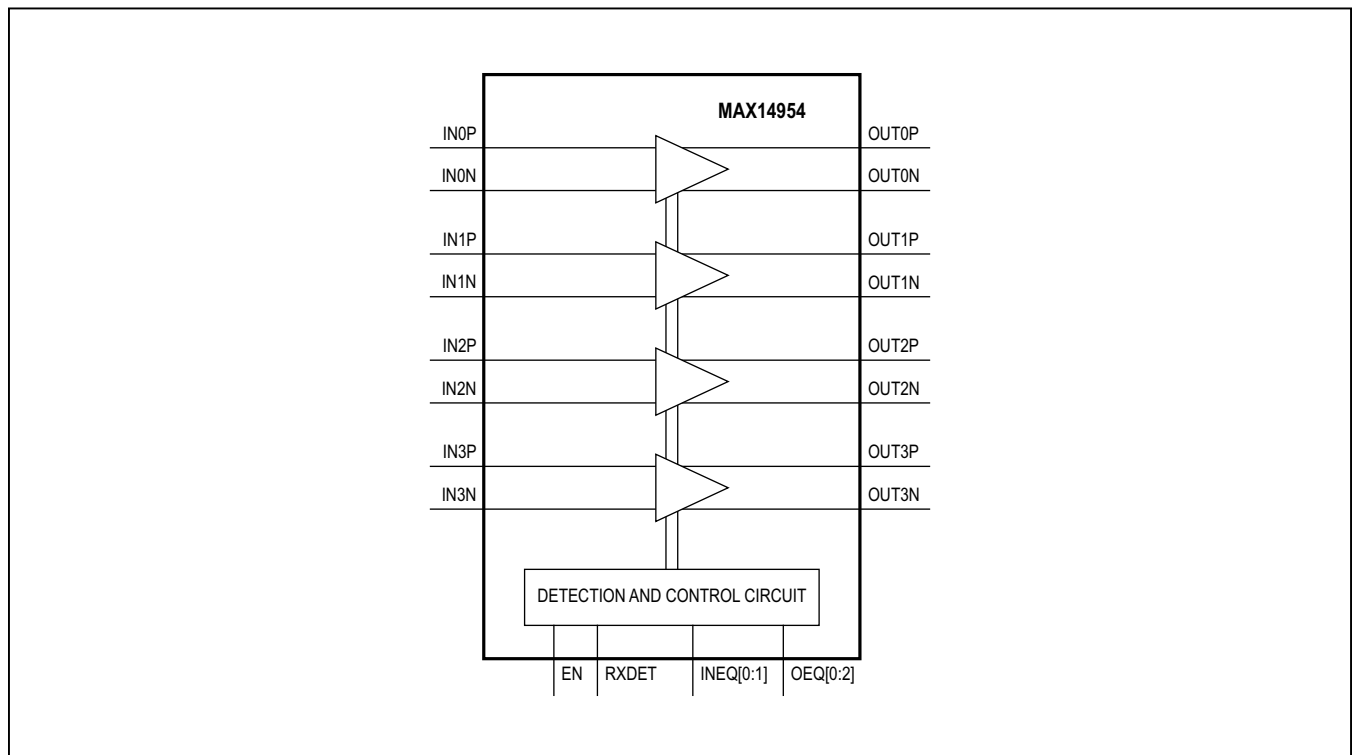 MAX14954
IN0P
OUT0P
IN0N
OUT0N
IN1P
OUT1P
IN1N
OUT1N
IN2P
OUT2P
IN2N
OUT2N
IN3P
OUT3P
IN3N
OUT3N
DETECTION AND CONTROL CIRCUIT
EN
RXDET
INEQ[0:1]
OEQ[0:2]